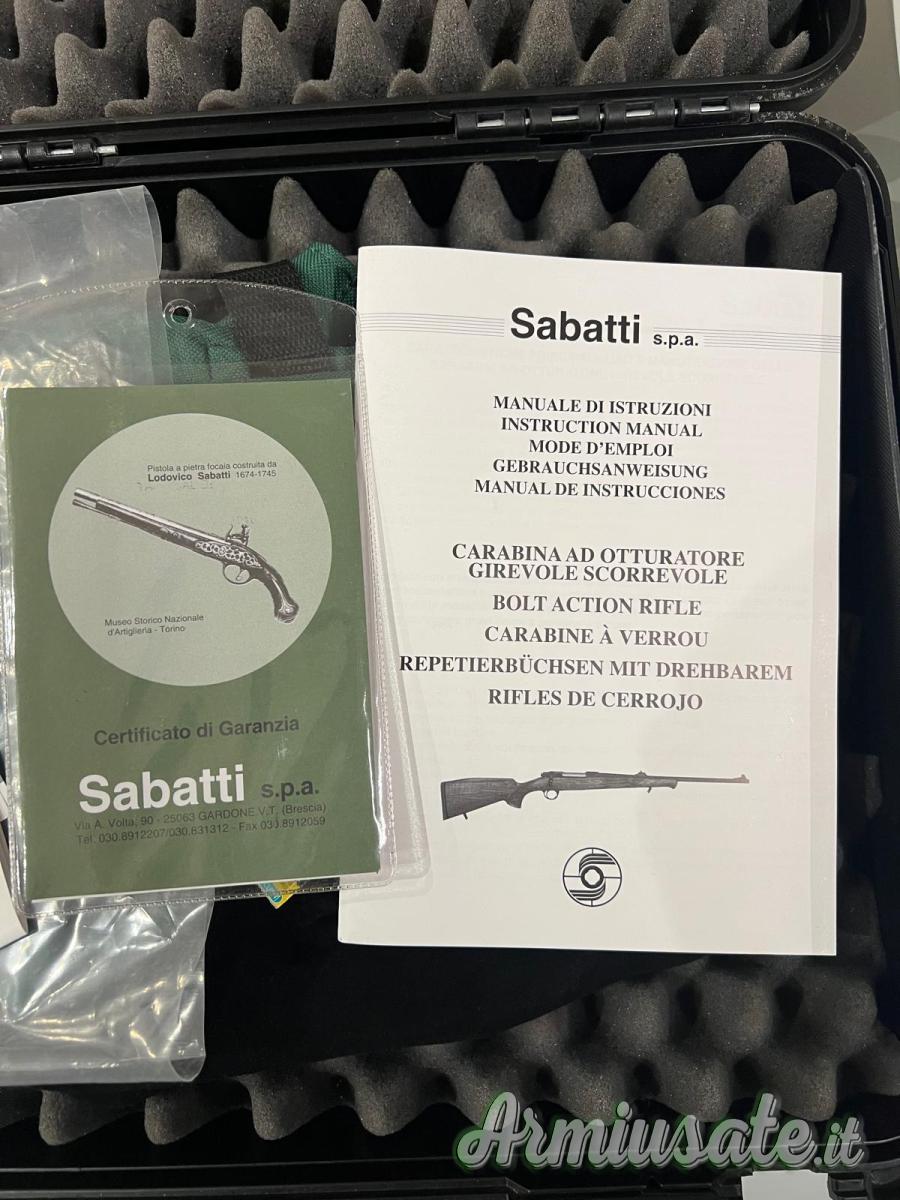 Sabatti s.p.a.
MANUALE DI ISTRUZIONI
INSTRUCTION MANUAL
MODE D'EMPLOI
GEBRAUCHSANWEISUNG
MANUAL DE INSTRUCCIONES
CARABINA AD OTTURATORE
GIREVOLE SCORREVOLE
BOLT ACTION RIFLE
CARABINE À VERROU
REPETIERBÜCHSEN MIT DREHBAREM
RIFLES DE CERROJO
Pistola a pietra focaia costruita da
Lodovico Sabatti 1674-1745
Museo Storico Nazionale
d'Artiglieria - Torino
Certificato di Garanzia
Sabatti s.p.a.
Via A. Volta, 90 - 25063 GARDONE V.T. (Brescia)
Tel. 030.8912207/030.831312 - Fax 030.8912059
Armiusate.it